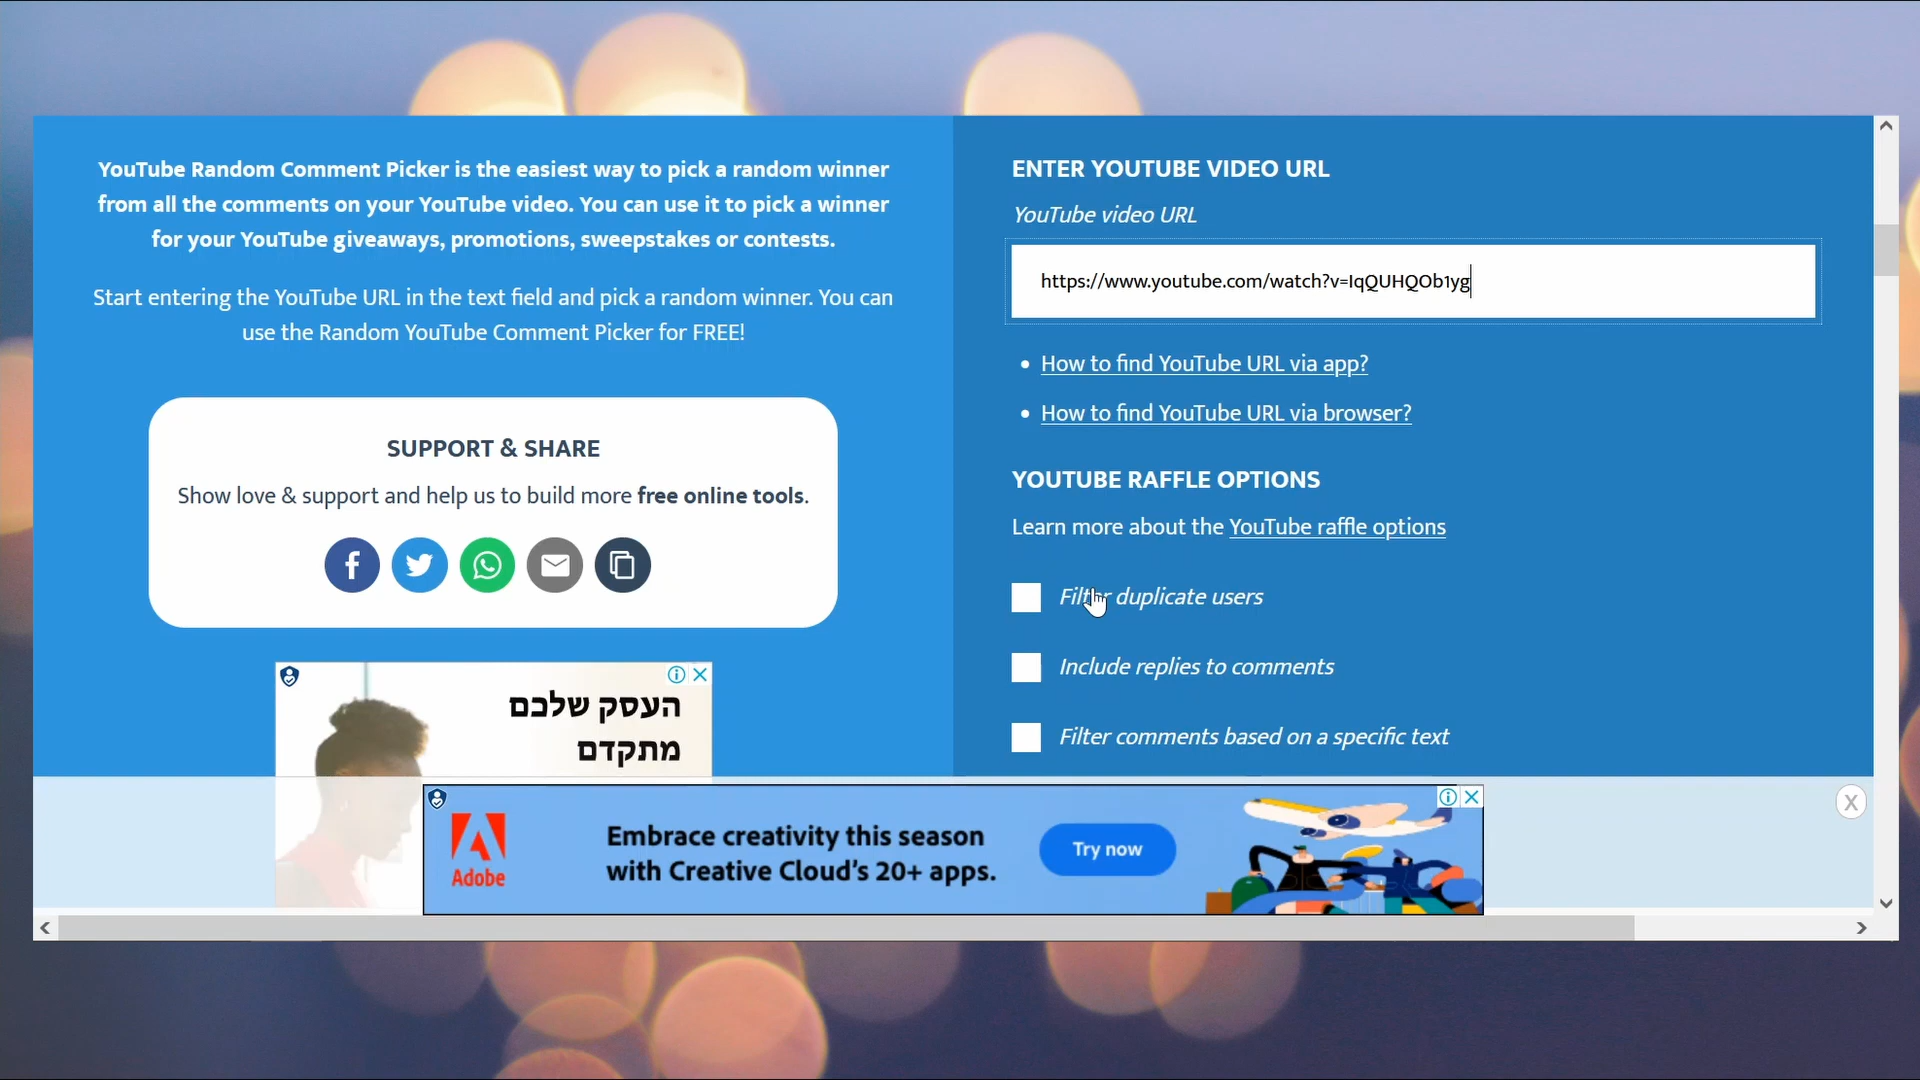 YouTube Random Comment Picker is the easiest way to pick a random winner
from all the comments on your YouTube video. You can use it to pick a winner
for your YouTube giveaways, promotions, sweepstakes or contests.
Start entering the YouTube URL in the text field and pick a random winner. You can
use the Random YouTube Comment Picker for FREE!
SUPPORT & SHARE
Show love & support and help us to build more free online tools.
העסק שלכם
מתקדם
ENTER YOUTUBE VIDEO URL
YouTube video URL
https://www.youtube.com/watch?v=IqQUHQOb1yg
• How to find YouTube URL via app?
• How to find YouTube URL via browser?
YOUTUBE RAFFLE OPTIONS
Learn more about the YouTube raffle options
Filter duplicate users
Include replies to comments
Filter comments based on a specific text
X
Adobe
Embrace creativity this season
with Creative Cloud’s 20+ apps.
Try now